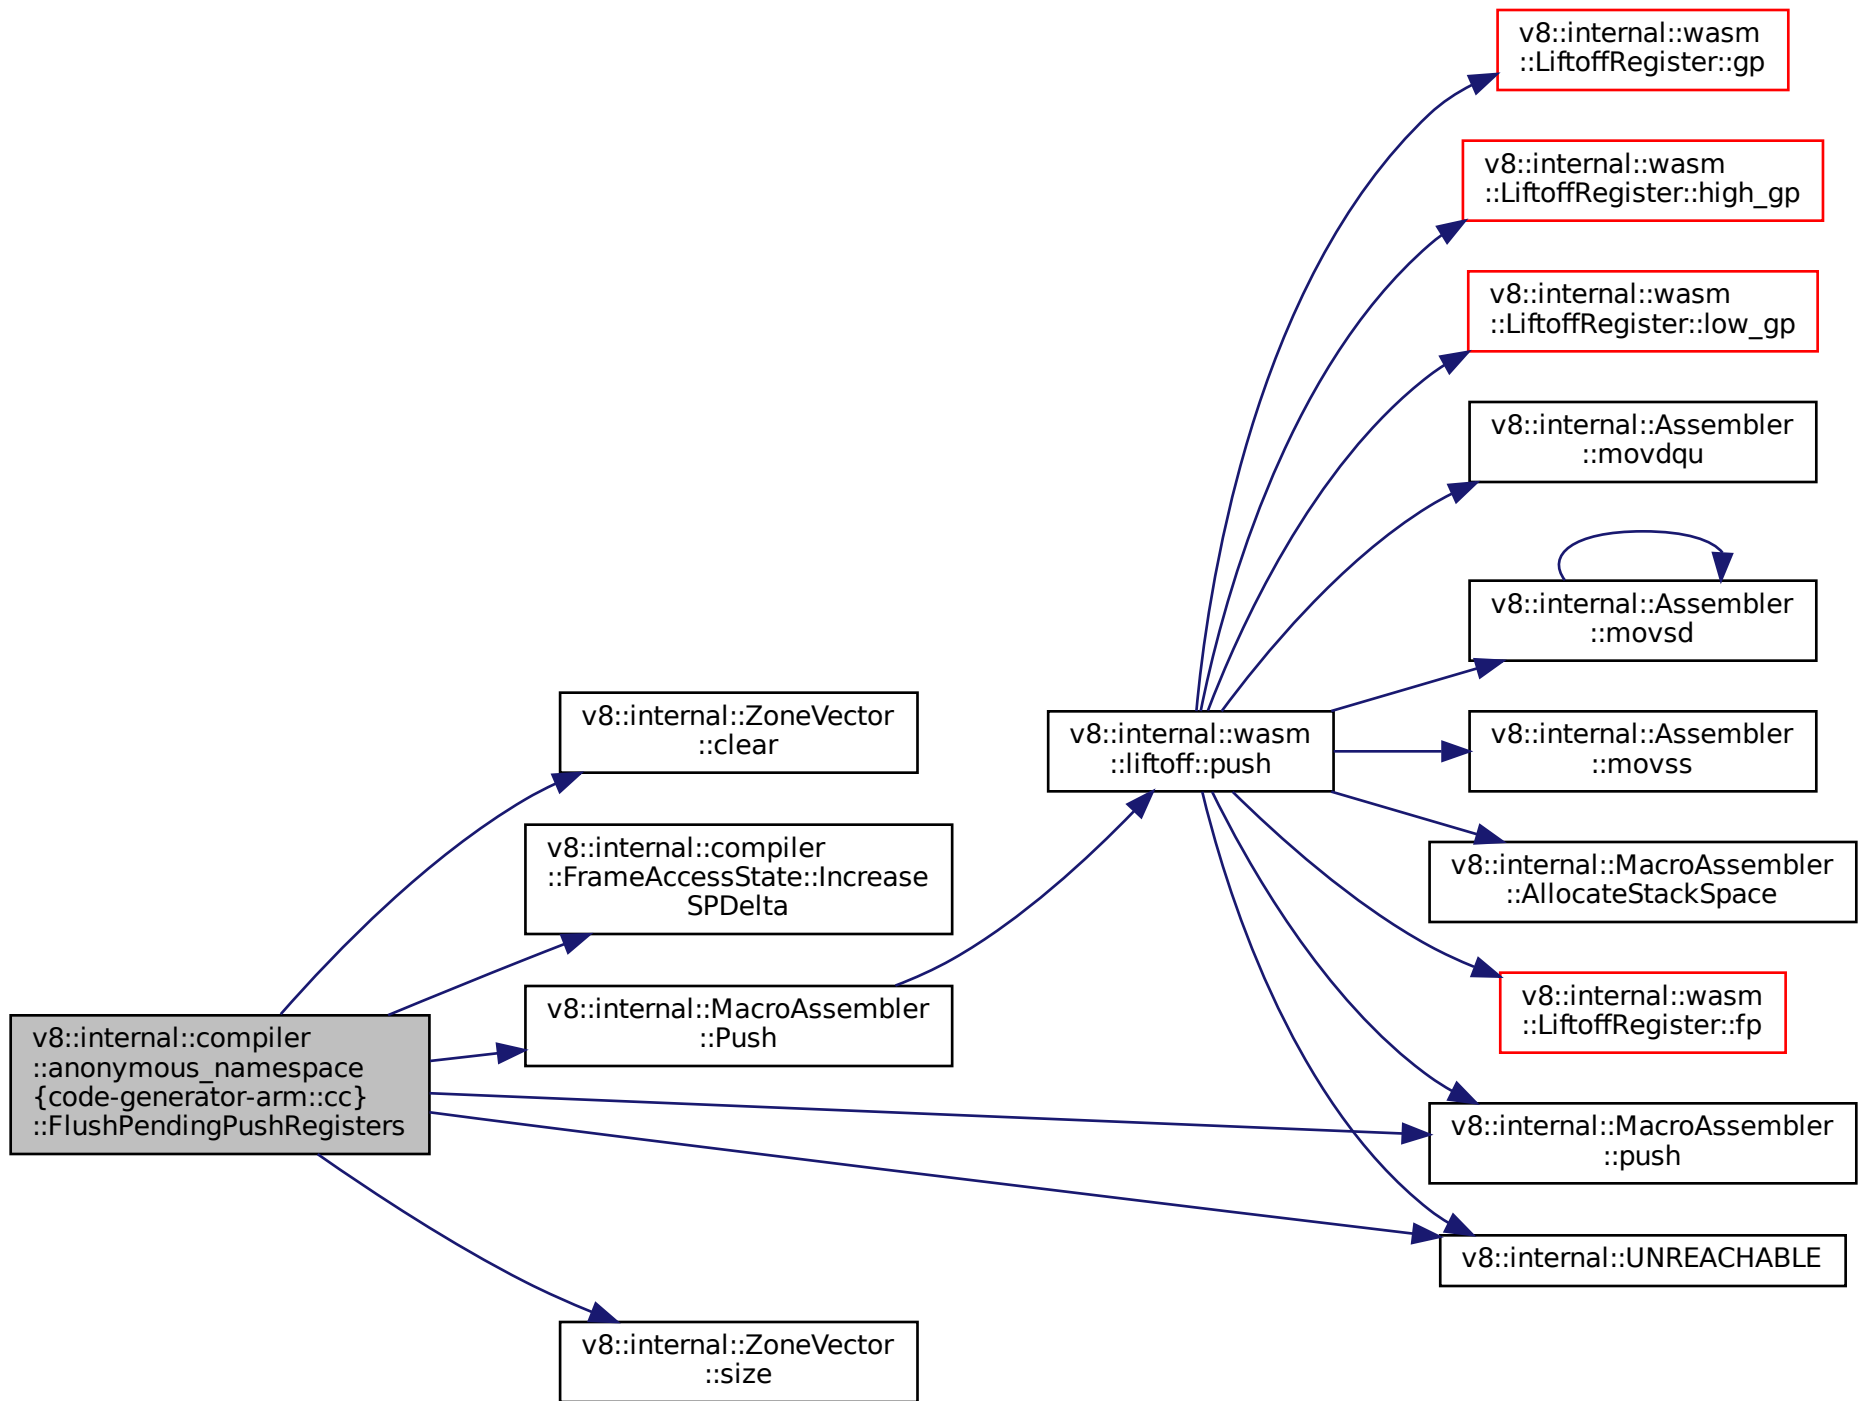 v8::internal::wasm
::LiftoffRegister::gp
v8::internal::wasm
::LiftoffRegister::high_gp
v8::internal::wasm
::LiftoffRegister::low_gp
v8::internal::Assembler
::movdqu
v8::internal::Assembler
::movsd
v8::internal::ZoneVector
::clear
v8::internal::wasm
::liftoff::push
v8::internal::Assembler
::movss
v8::internal::compiler
::FrameAccessState::Increase
SPDelta
v8::internal::MacroAssembler
::AllocateStackSpace
v8::internal::MacroAssembler
::Push
v8::internal::wasm
::LiftoffRegister::fp
v8::internal::compiler
::anonymous_namespace
{code-generator-arm::cc}
::FlushPendingPushRegisters
v8::internal::MacroAssembler
::push
v8::internal::UNREACHABLE
v8::internal::ZoneVector
::size